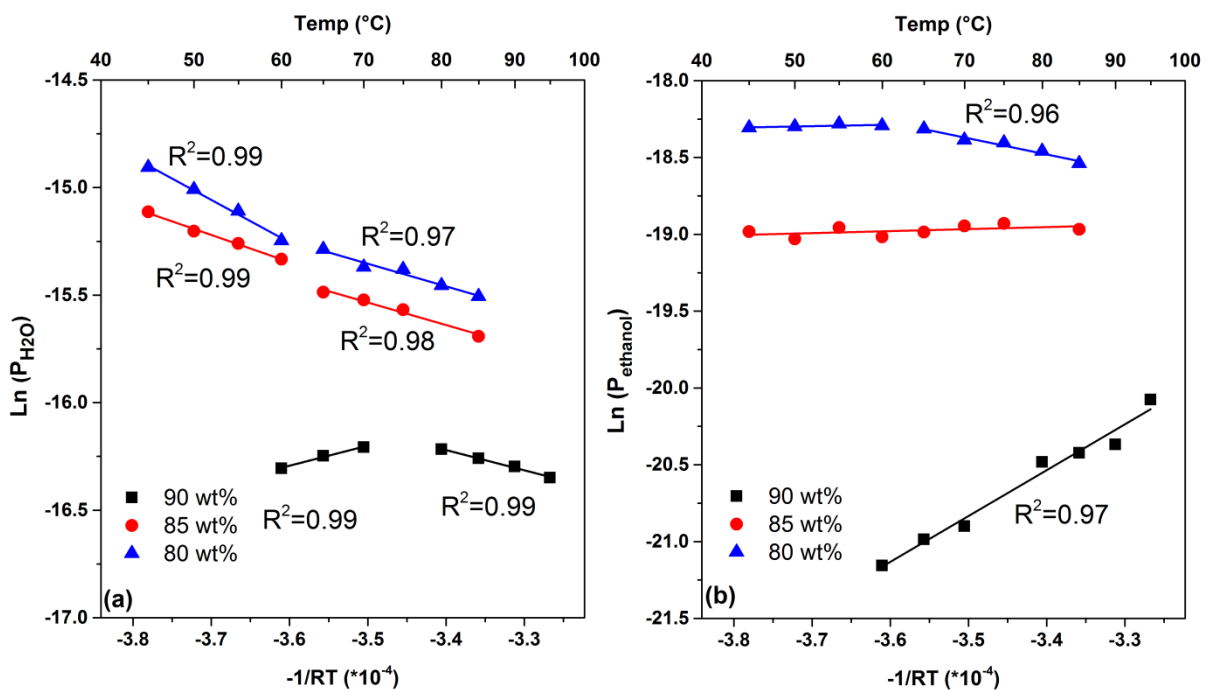 Temp (°C)
40 50 60 70 80 90 100
-14.5
-15.0
-15.5
-16.0
-16.5
-17.0
Ln (P_H2O)
R²=0.99
R²=0.97
R²=0.99
R²=0.98
R²=0.99
R²=0.99
90 wt%
85 wt%
80 wt%
(a)
-3.8 -3.7 -3.6 -3.5 -3.4 -3.3
-1/RT (*10⁻⁴)
Temp (°C)
40 50 60 70 80 90 100
-18.0
-18.5
-19.0
-19.5
-20.0
-20.5
-21.0
-21.5
Ln (P_ethanol)
R²=0.96
R²=0.97
90 wt%
85 wt%
80 wt%
(b)
-3.8 -3.7 -3.6 -3.5 -3.4 -3.3
-1/RT (*10⁻⁴)